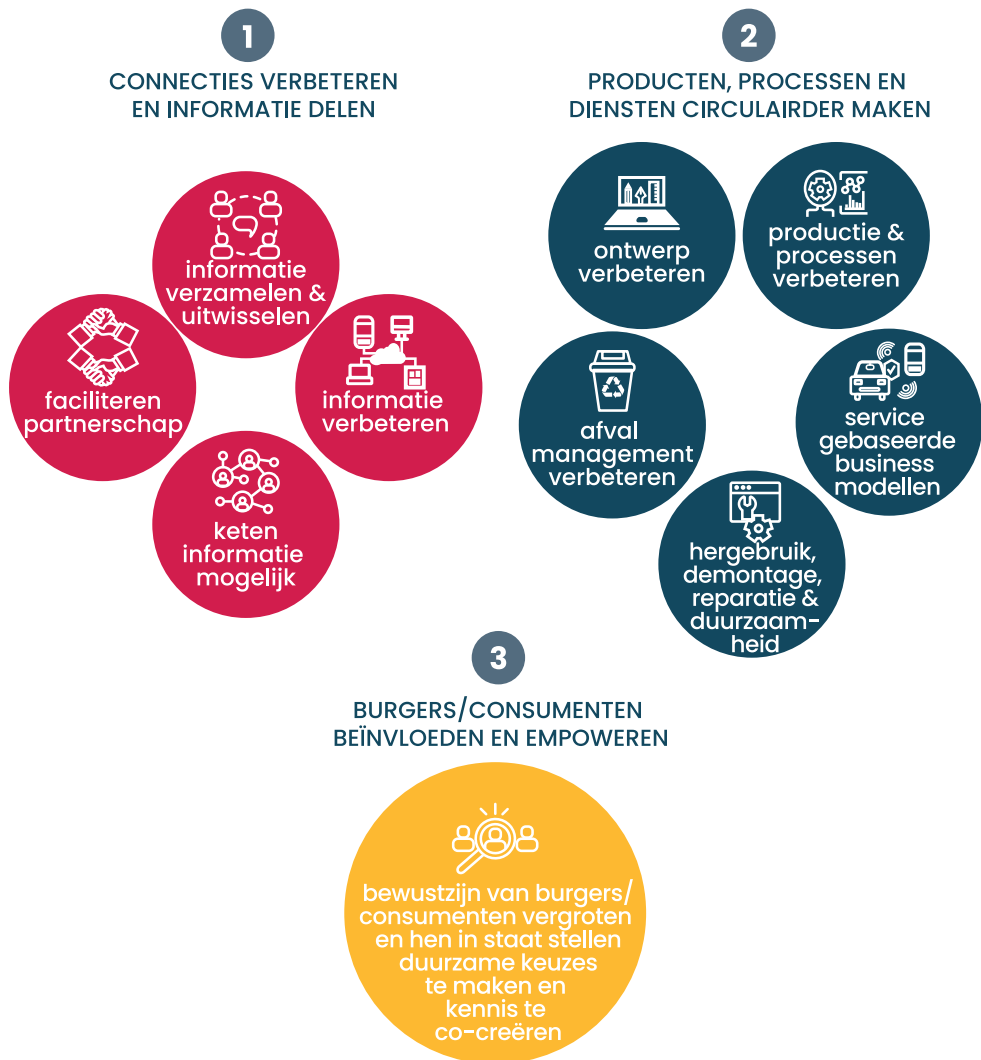 1
CONNECTIES VERBETEREN
EN INFORMATIE DELEN
informatie
verzamelen &
uitwisselen
faciliteren
partnerschap
informatie
verbeteren
keten
informatie
mogelijk
2
PRODUCTEN, PROCESSEN EN
DIENSTEN CIRCULAIRDER MAKEN
ontwerp
verbeteren
productie &
processen
verbeteren
afval
management
verbeteren
service
gebaseerde
business
modellen
hergebruik,
demontage,
reparatie &
duurzaam-
heid
3
BURGERS/CONSUMENTEN
BEÏNVLOEDEN EN EMPOWEREN
bewustzijn van burgers/
consumenten vergroten
en hen in staat stellen
duurzame keuzes
te maken en
kennis te
co-creëren